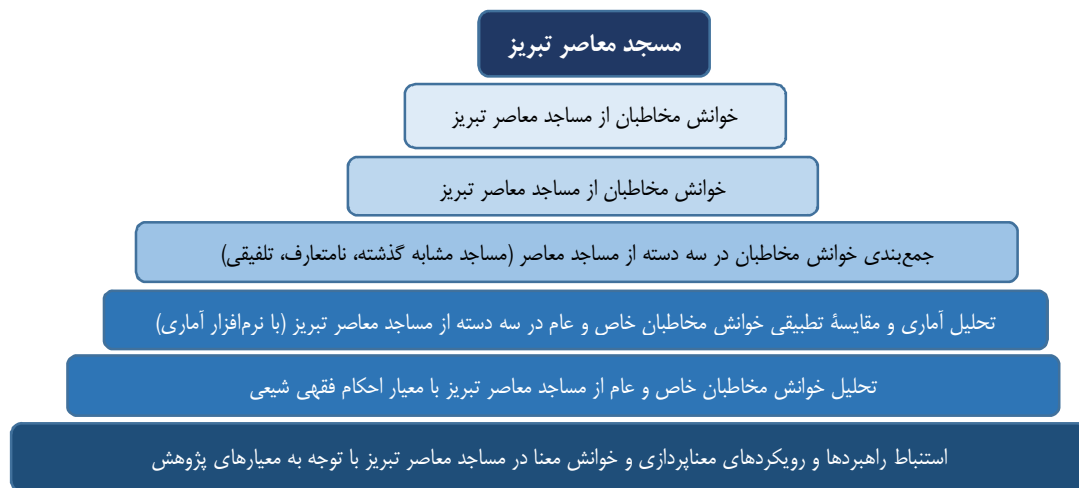 مسجد معاصر تبریز
خوانش مخاطبان از مساجد معاصر تبریز
خوانش مخاطبان از مساجد معاصر تبریز
جمع‌بندی خوانش مخاطبان در سه دسته از مساجد معاصر (مساجد مشابه گذشته، نامتعارف، تلفیقی)
تحلیل آماری و مقایسۀ تطبیقی خوانش مخاطبان خاص و عام در سه دسته از مساجد معاصر تبریز (با نرم‌افزار آماری)
تحلیل خوانش مخاطبان خاص و عام از مساجد معاصر تبریز با معیار احکام فقهی شیعی
استنباط راهبردها و رویکردهای معناپردازی و خوانش معنا در مساجد معاصر تبریز با توجه به معیارهای پژوهش